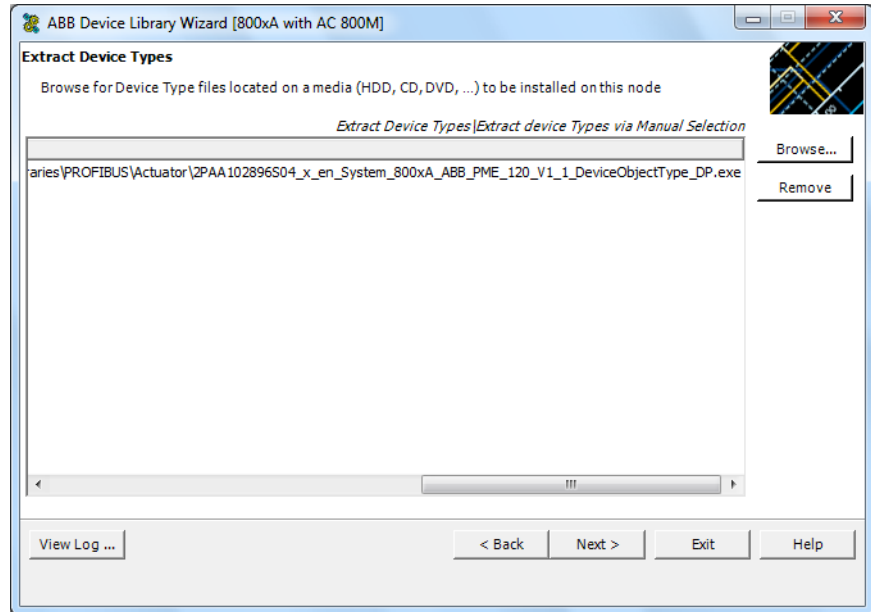 ABB Device Library Wizard [800xA with AC 800M]
Extract Device Types
Browse for Device Type files located on a media (HDD, CD, DVD, ...) to be installed on this node
Extract Device Types|Extract device Types via Manual Selection
Browse...
raries\PROFIBUS\Actuator\2PAA102896S04_x_en_System_800xA_ABB_PME_120_V1_1_DeviceObjectType_DP.exe
Remove
View Log ...
< Back
Next >
Exit
Help